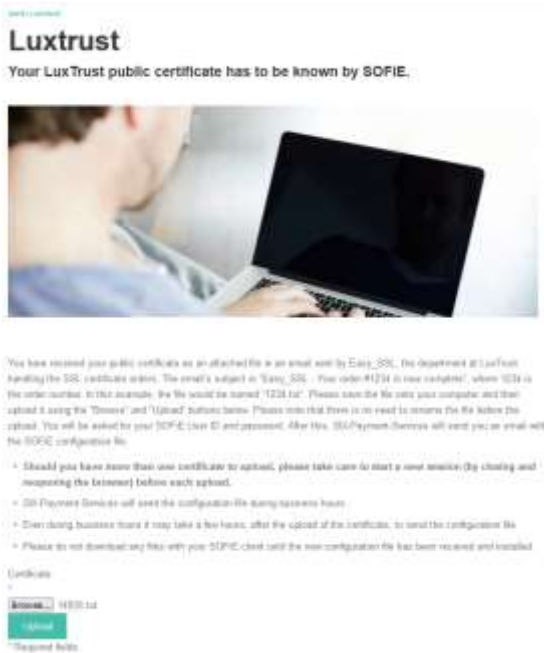 Luxtrust
Your LuxTrust public certificate has to be known by SOFIE.
You have received your public certificate as an attached file in an email sent by Easy_SSL, the department at LuxTrust
handling the SSL certificate orders. The email's subject is "Easy_SSL - Your order #1234 is now complete", where 1234 is
the order number. In this example, the file would be named "1234.txt". Please save the file onto your computer and then
upload it using the "Browse" and "Upload" buttons below. Please note that there is no need to rename the file before the
upload. You will be asked for your SOFIE User ID and password. After this, SIX Payment Services will send you an email with
the SOFIE configuration file.
* Should you have more than one certificate to upload, please take care to start a new session (by closing and
reopening the browser) before each upload.
* SIX Payment Services will send the configuration file during business hours
* Even during business hours it may take a few hours, after the upload of the certificate, to send the configuration file
* Please do not download any files with your SOFIE client until the new configuration file has been received and installed
Certificate
*
Browse...
Upload
* Required fields